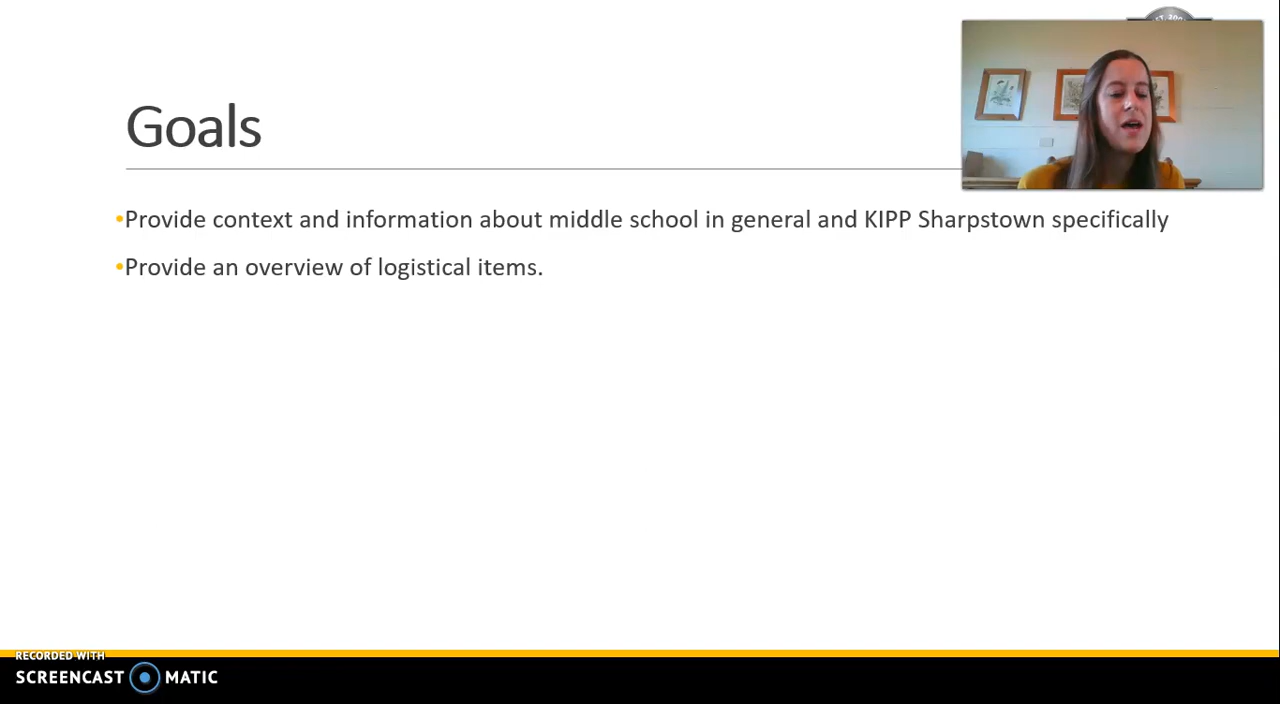 Goals
•Provide context and information about middle school in general and KIPP Sharpstown specifically
•Provide an overview of logistical items.
RECORDED WITH
SCREENCAST MATIC